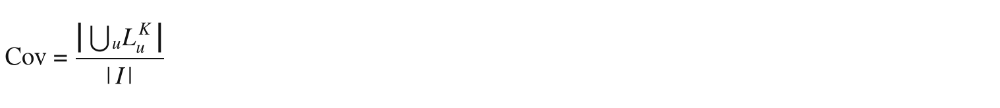 Cov = |⋃_u L_u^K| / |I|